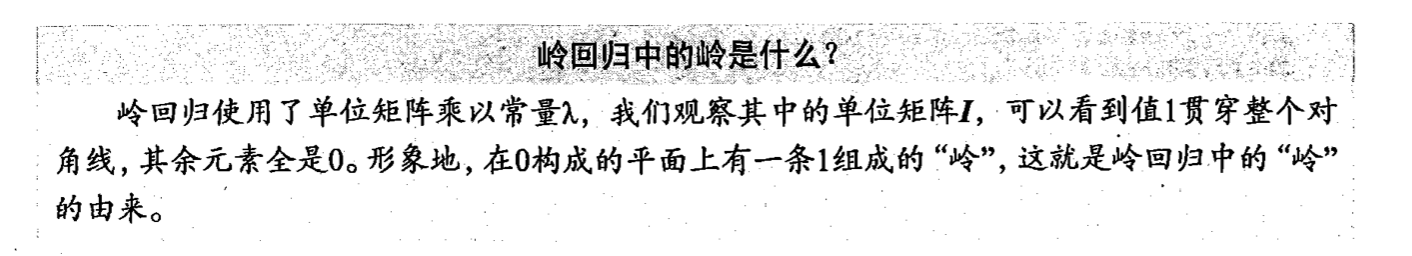 岭回归中的岭是什么？
岭回归使用了单位矩阵乘以常量λ，我们观察其中的单位矩阵I，可以看到值1贯穿整个对
角线，其余元素全是0。形象地，在0构成的平面上有一条1组成的“岭”，这就是岭回归中的“岭”
的由来。